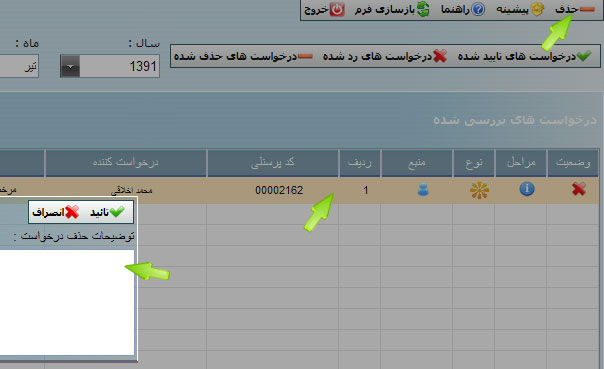 حذف پیشینه راهنما بازسازی فرم خروج
سال : ماه :
1391 تیر
درخواست های تایید شده درخواست های رد شده درخواست های حذف شده
درخواست های بررسی شده
وضعیت مراحل نوع منبع ردیف کد پرسنلی درخواست کننده
1 00002162 محمد اخلاقی
تائید انصراف
توضیحات حذف درخواست :